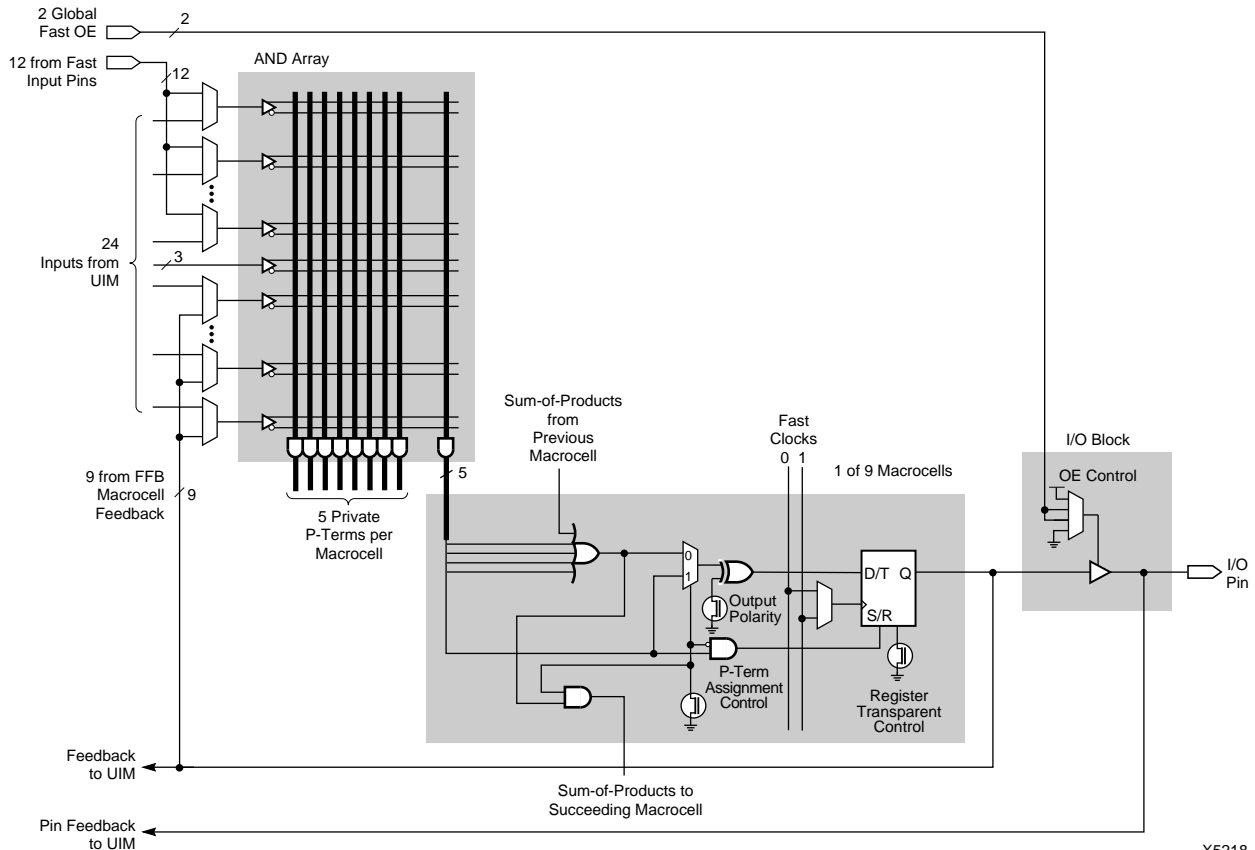 2 Global
Fast OE
2
12 from Fast
Input Pins
12
AND Array
24
Inputs from
UIM
3
9 from FFB
Macrocell
Feedback
9
5 Private
P-Terms per
Macrocell
5
Sum-of-Products
from
Previous
Macrocell
Fast
Clocks
0 1
1 of 9 Macrocells
I/O Block
OE Control
I/O
Pin
0
1
D/T Q
S/R
Output
Polarity
P-Term
Assignment
Control
Register
Transparent
Control
Feedback
to UIM
Sum-of-Products to
Succeeding Macrocell
Pin Feedback
to UIM